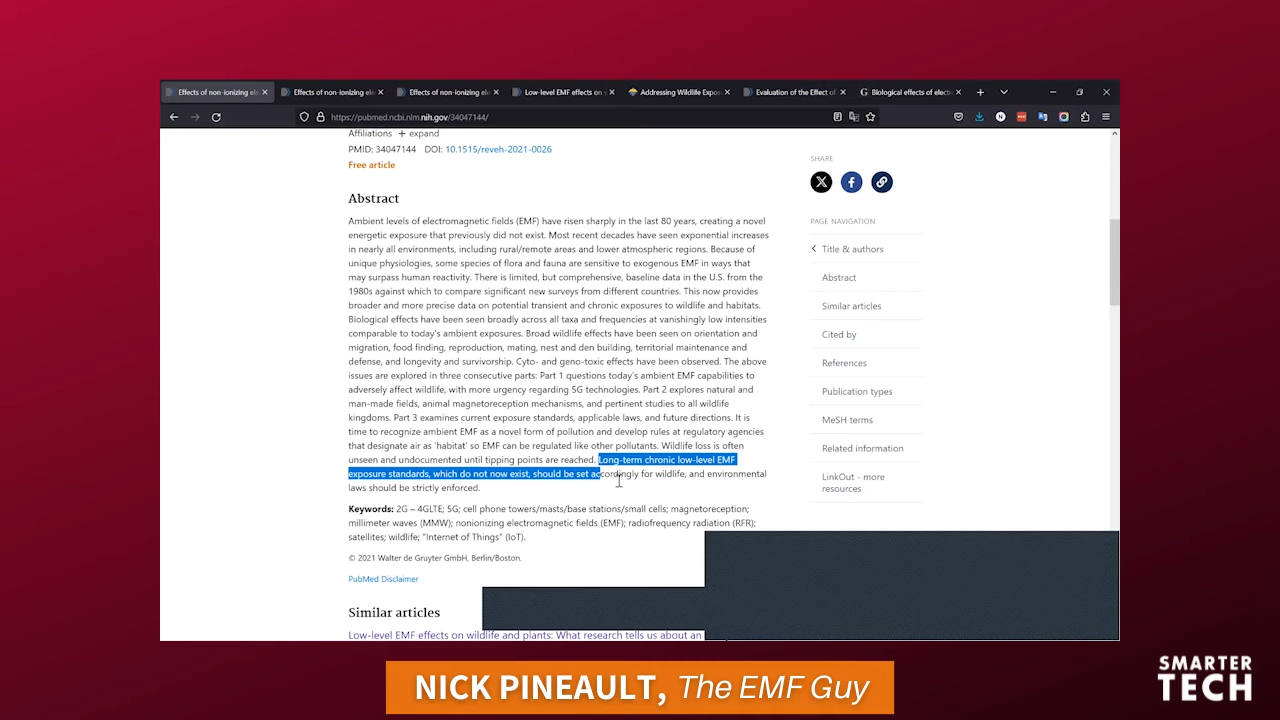 Effects of non-ionizing ele
Effects of non-ionizing ele
Effects of non-ionizing ele
Low-level EMF effects on
Addressing Wildlife Expos
Evaluation of the Effect of
Biological effects of electr
https://pubmed.ncbi.nlm.nih.gov/34047144/
Affiliations + expand
PMID: 34047144 DOI: 10.1515/reveh-2021-0026
Free article
Abstract
Ambient levels of electromagnetic fields (EMF) have risen sharply in the last 80 years, creating a novel
energetic exposure that previously did not exist. Most recent decades have seen exponential increases
in nearly all environments, including rural/remote areas and lower atmospheric regions. Because of
unique physiologies, some species of flora and fauna are sensitive to exogenous EMF in ways that
may surpass human reactivity. There is limited, but comprehensive, baseline data in the U.S. from the
1980s against which to compare significant new surveys from different countries. This now provides
broader and more precise data on potential transient and chronic exposures to wildlife and habitats.
Biological effects have been seen broadly across all taxa and frequencies at vanishingly low intensities
comparable to today's ambient exposures. Broad wildlife effects have been seen on orientation and
migration, food finding, reproduction, mating, nest and den building, territorial maintenance and
defense, and longevity and survivorship. Cyto- and geno-toxic effects have been observed. The above
issues are explored in three consecutive parts: Part 1 questions today's ambient EMF capabilities to
adversely affect wildlife, with more urgency regarding 5G technologies. Part 2 explores natural and
man-made fields, animal magnetoreception mechanisms, and pertinent studies to all wildlife
kingdoms. Part 3 examines current exposure standards, applicable laws, and future directions. It is
time to recognize ambient EMF as a novel form of pollution and develop rules at regulatory agencies
that designate air as 'habitat' so EMF can be regulated like other pollutants. Wildlife loss is often
unseen and undocumented until tipping points are reached. Long-term chronic low-level EMF
exposure standards, which do not now exist, should be set accordingly for wildlife, and environmental
laws should be strictly enforced.
Keywords: 2G – 4GLTE; 5G; cell phone towers/masts/base stations/small cells; magnetoreception;
millimeter waves (MMW); nonionizing electromagnetic fields (EMF); radiofrequency radiation (RFR);
satellites; wildlife; "Internet of Things" (IoT).
© 2021 Walter de Gruyter GmbH, Berlin/Boston.
PubMed Disclaimer
Similar articles
Low-level EMF effects on wildlife and plants: What research tells us about an
SHARE
PAGE NAVIGATION
Title & authors
Abstract
Similar articles
Cited by
References
Publication types
MeSH terms
Related information
LinkOut - more
resources
NICK PINEAULT, The EMF Guy
SMARTER
TECH